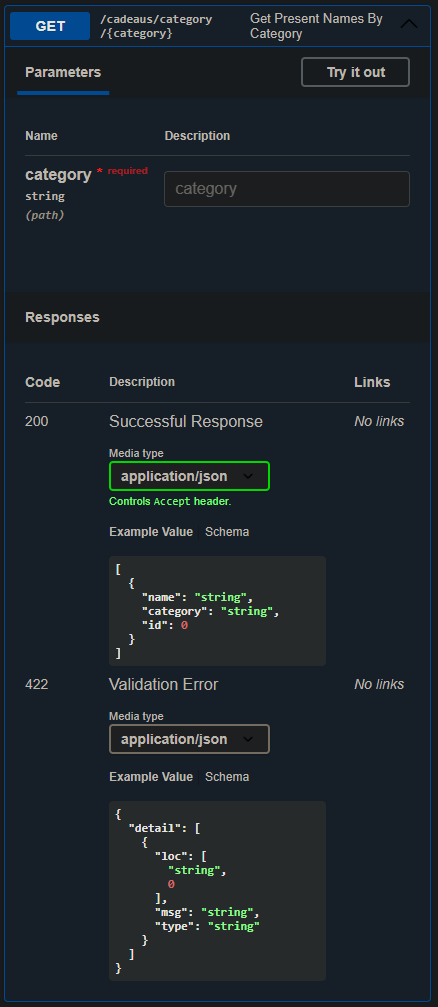 GET /cadeaus/category Get Present Names By
/{category} Category
Parameters Try it out
Name Description
category * required category
string
(path)
Responses
Code Description Links
200 Successful Response No links
Media type
application/json
Controls Accept header.
Example Value Schema
[
  {
    "name": "string",
    "category": "string",
    "id": 0
  }
]
422 Validation Error No links
Media type
application/json
Example Value Schema
{
  "detail": [
    {
      "loc": [
        "string",
        0
      ],
      "msg": "string",
      "type": "string"
    }
  ]
}